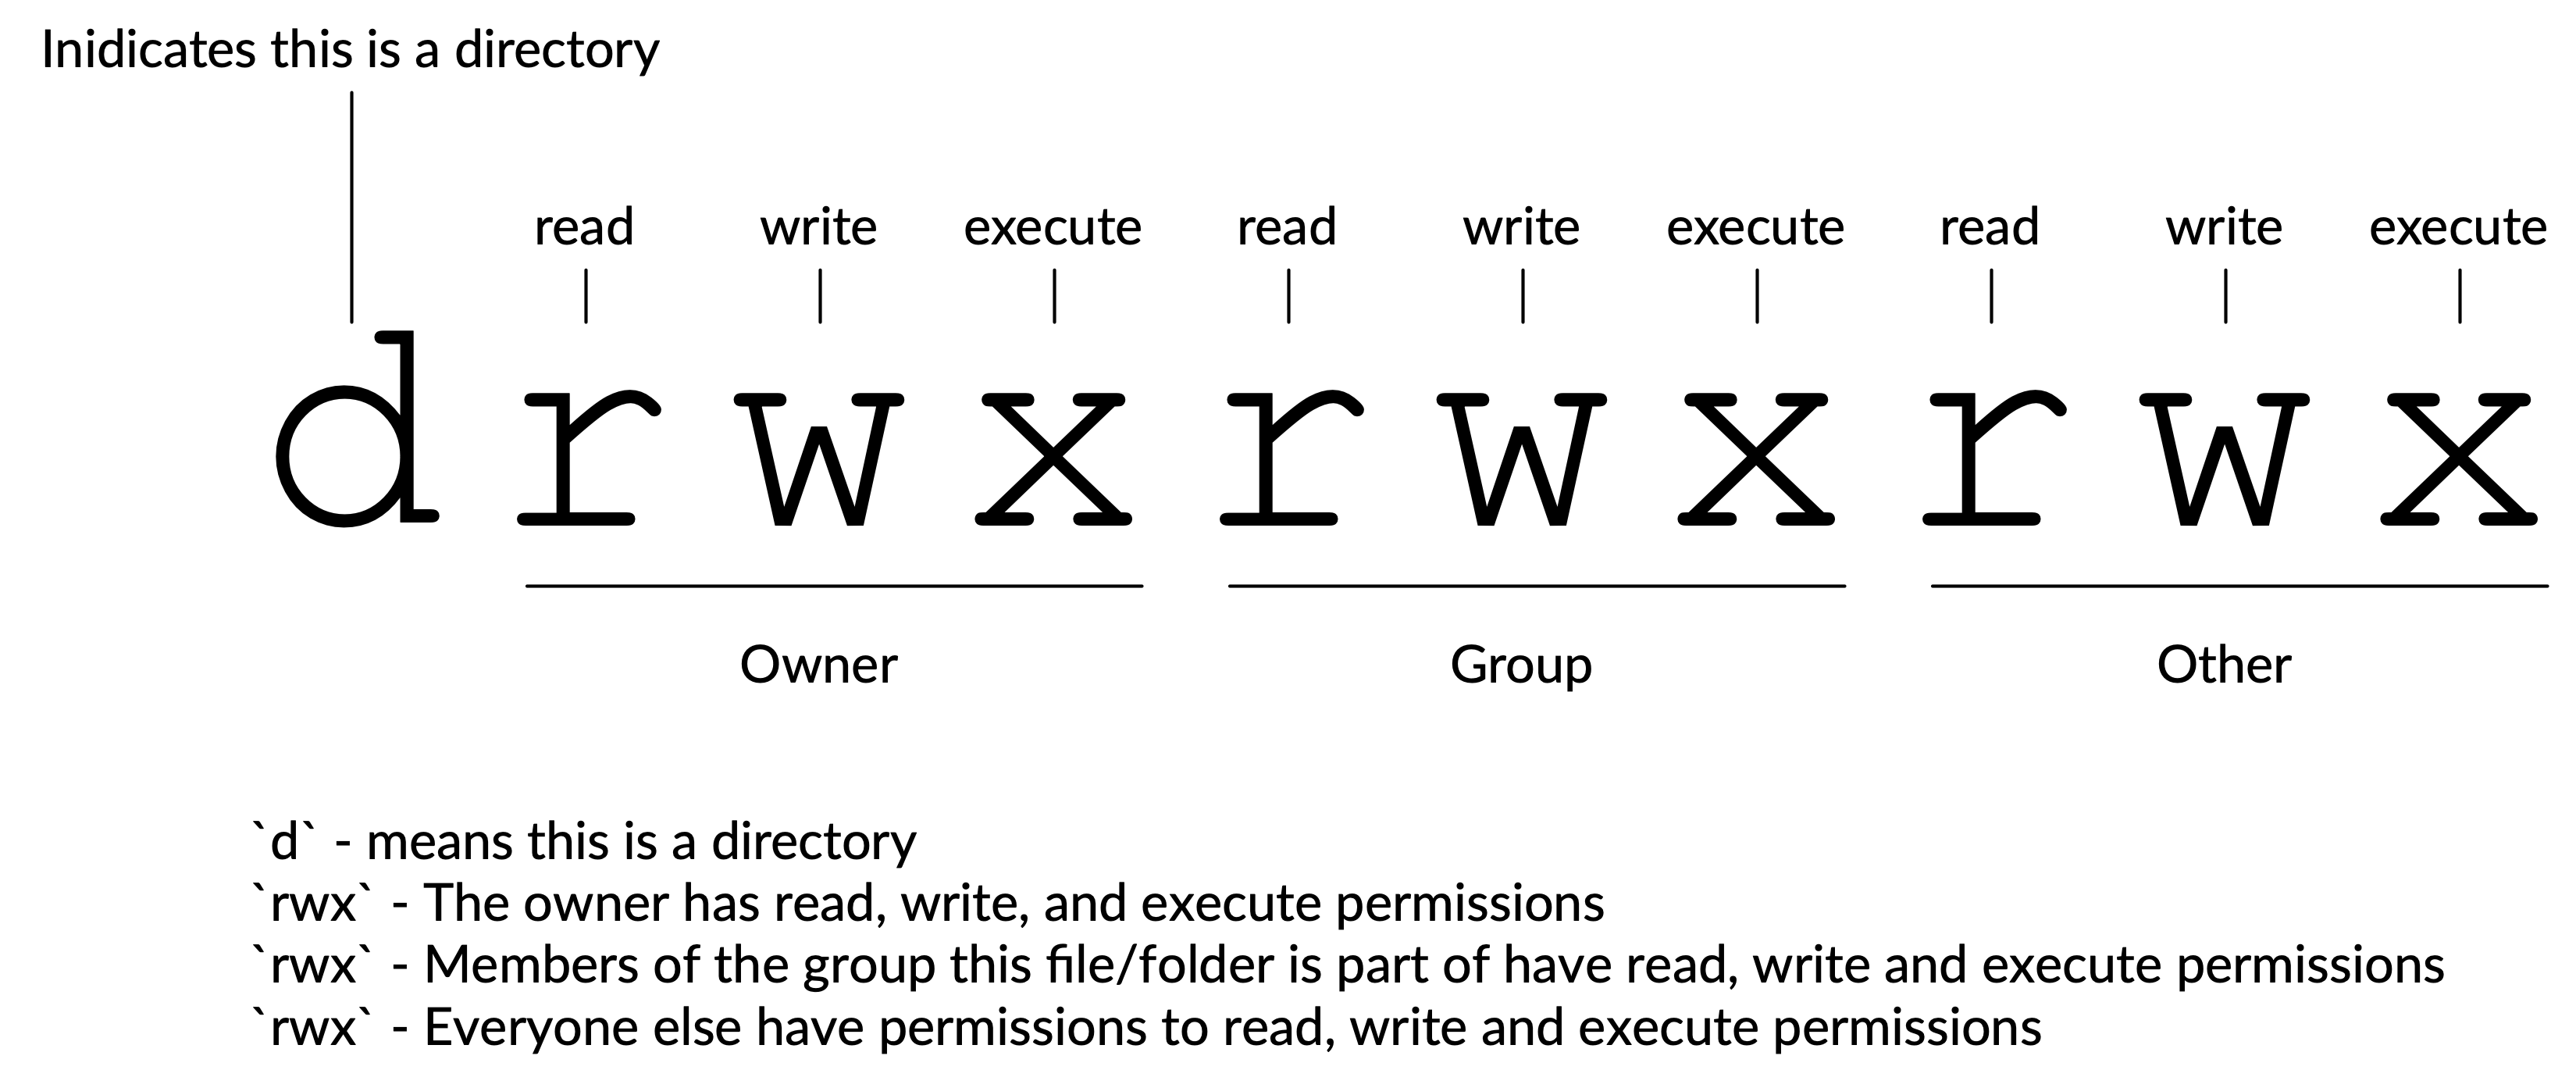 Inidicates this is a directory
read write execute read write execute read write execute
d r w x r w x r w x
Owner Group Other
`d` - means this is a directory
`rwx` - The owner has read, write, and execute permissions
`rwx` - Members of the group this file/folder is part of have read, write and execute permissions
`rwx` - Everyone else have permissions to read, write and execute permissions